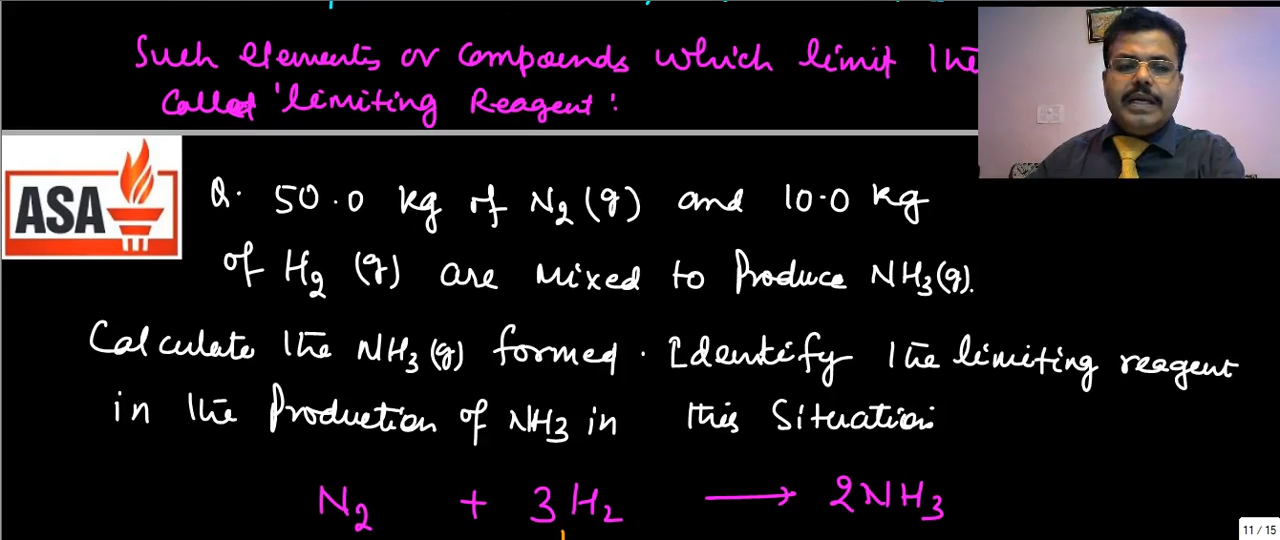 Such elements or compounds which limit the
called 'limiting Reagent'.
ASA
Q. 50.0 kg of N₂(g) and 10.0 kg
of H₂ (g) are mixed to produce NH₃(g).
Calculate the NH₃(g) formed. Identify the limiting reagent
in the Production of NH₃ in this Situation
N₂ + 3H₂ ⟶ 2NH₃
11 / 15